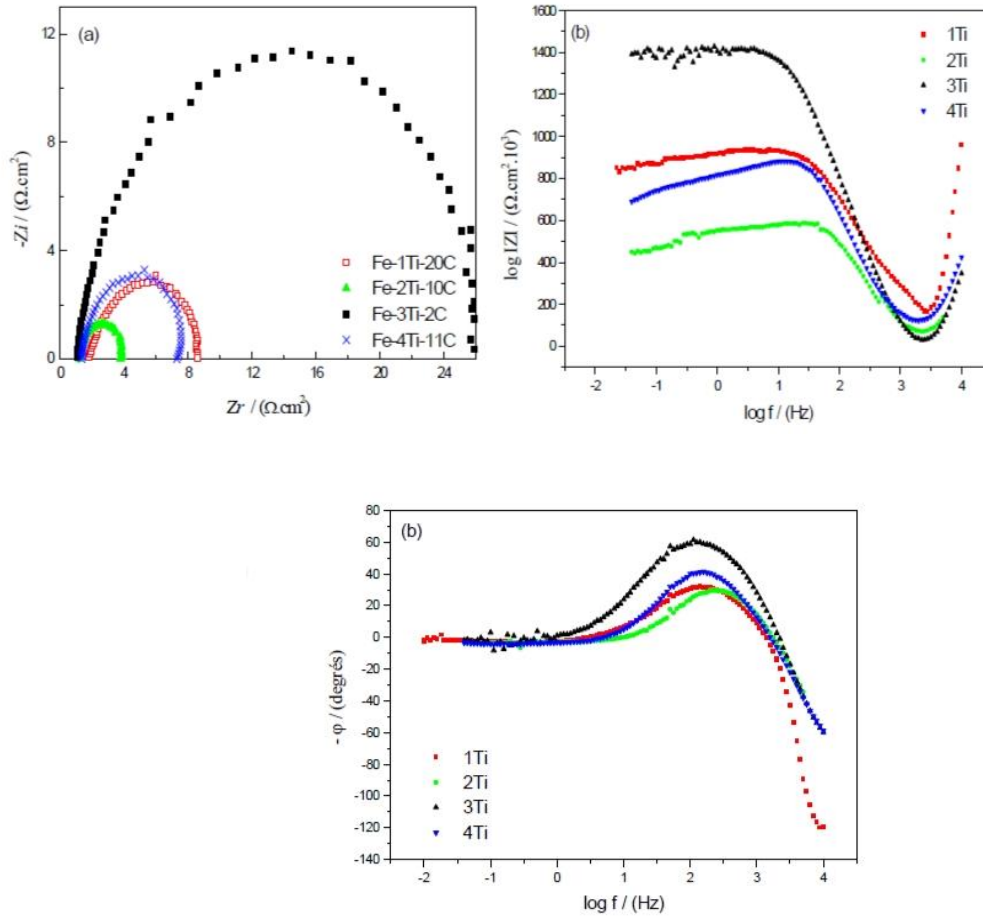 (a)
12
8
4
0
-Zi / (Ω.cm²)
Fe-1Ti-20C
Fe-2Ti-10C
Fe-3Ti-2C
Fe-4Ti-11C
0 4 8 12 16 20 24
Zr / (Ω.cm²)
(b)
1600
1400
1200
1000
800
600
400
200
0
log IZI / (Ω.cm².10³)
1Ti
2Ti
3Ti
4Ti
-2 -1 0 1 2 3 4
log f / (Hz)
(b)
80
60
40
20
0
-20
-40
-60
-80
-100
-120
-140
- φ / (degrés)
1Ti
2Ti
3Ti
4Ti
-2 -1 0 1 2 3 4
log f / (Hz)